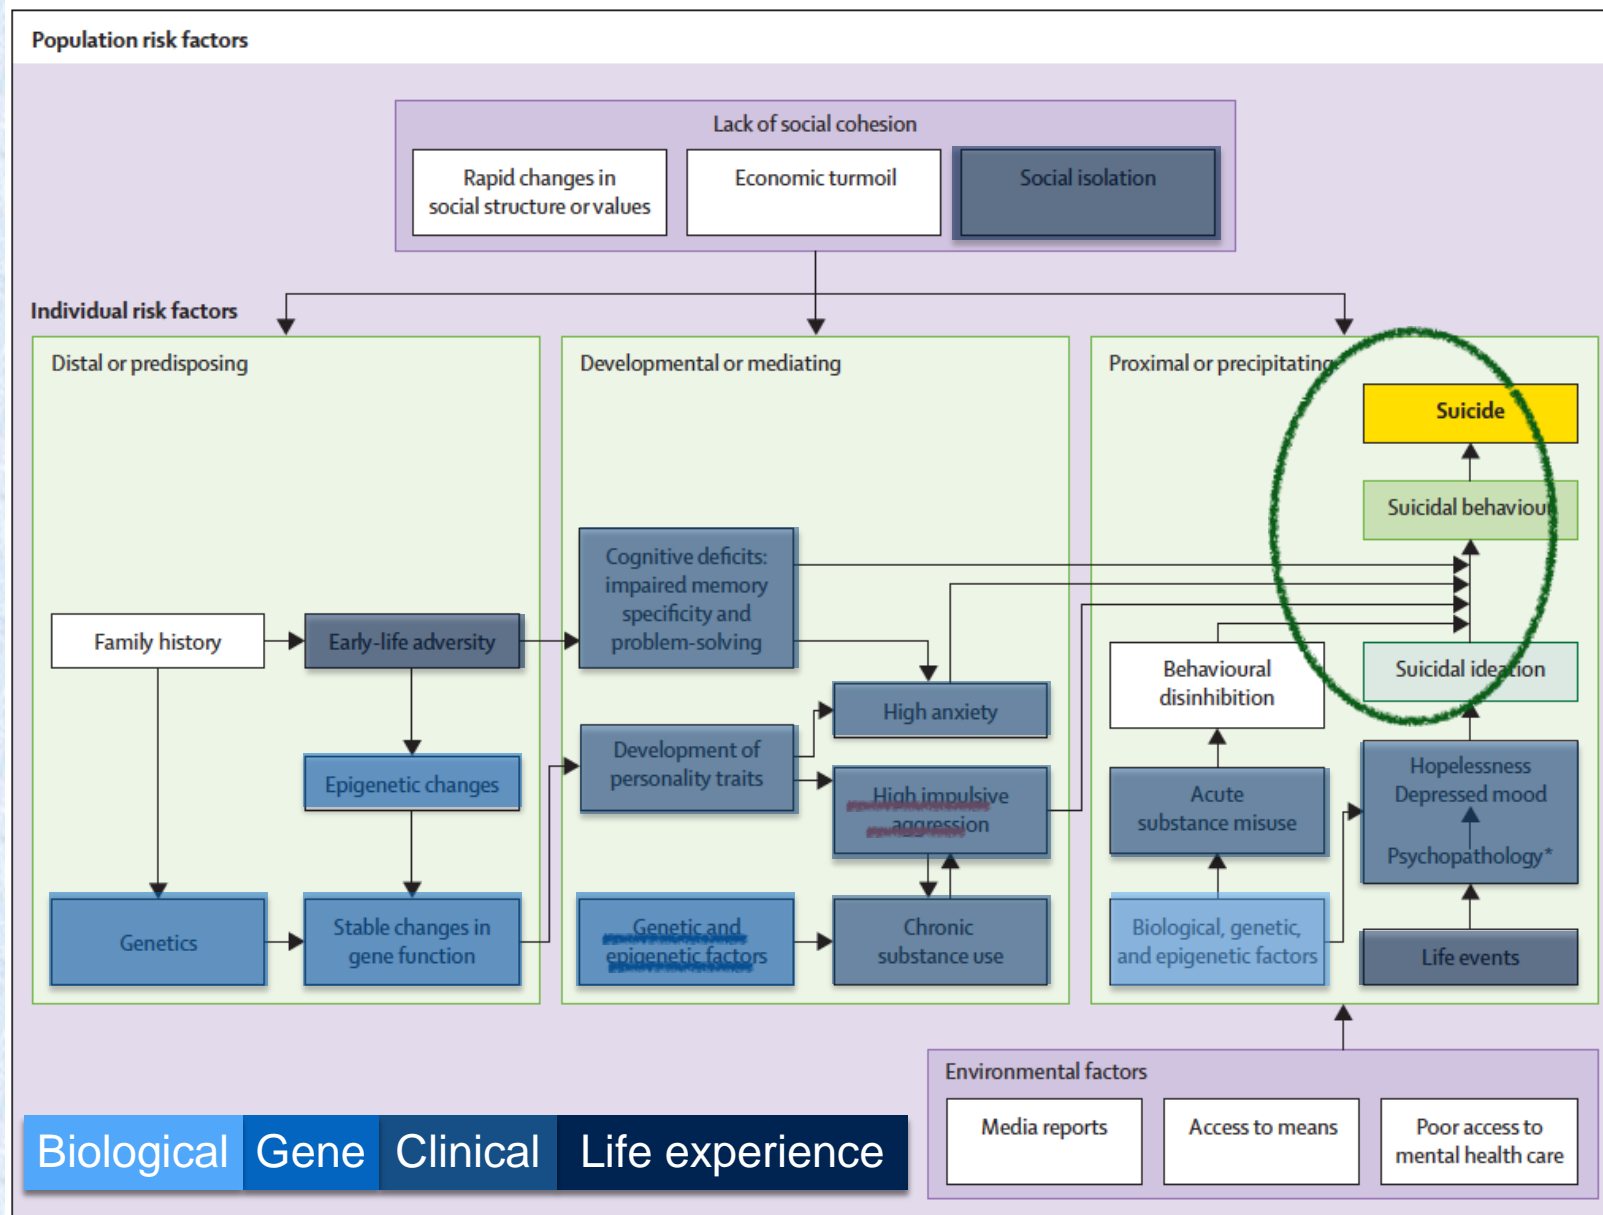 Population risk factors
Lack of social cohesion
Rapid changes in
social structure or values
Economic turmoil
Social isolation
Individual risk factors
Distal or predisposing
Family history
Early-life adversity
Epigenetic changes
Genetics
Stable changes in
gene function
Developmental or mediating
Cognitive deficits:
impaired memory
specificity and
problem-solving
High anxiety
Development of
personality traits
High impulsive
aggression
Genetic and
epigenetic factors
Chronic
substance use
Proximal or precipitating
Suicide
Suicidal behaviour
Suicidal ideation
Behavioural
disinhibition
Acute
substance misuse
Hopelessness
Depressed mood
Psychopathology*
Biological, genetic,
and epigenetic factors
Life events
Environmental factors
Media reports
Access to means
Poor access to
mental health care
Biological Gene Clinical Life experience